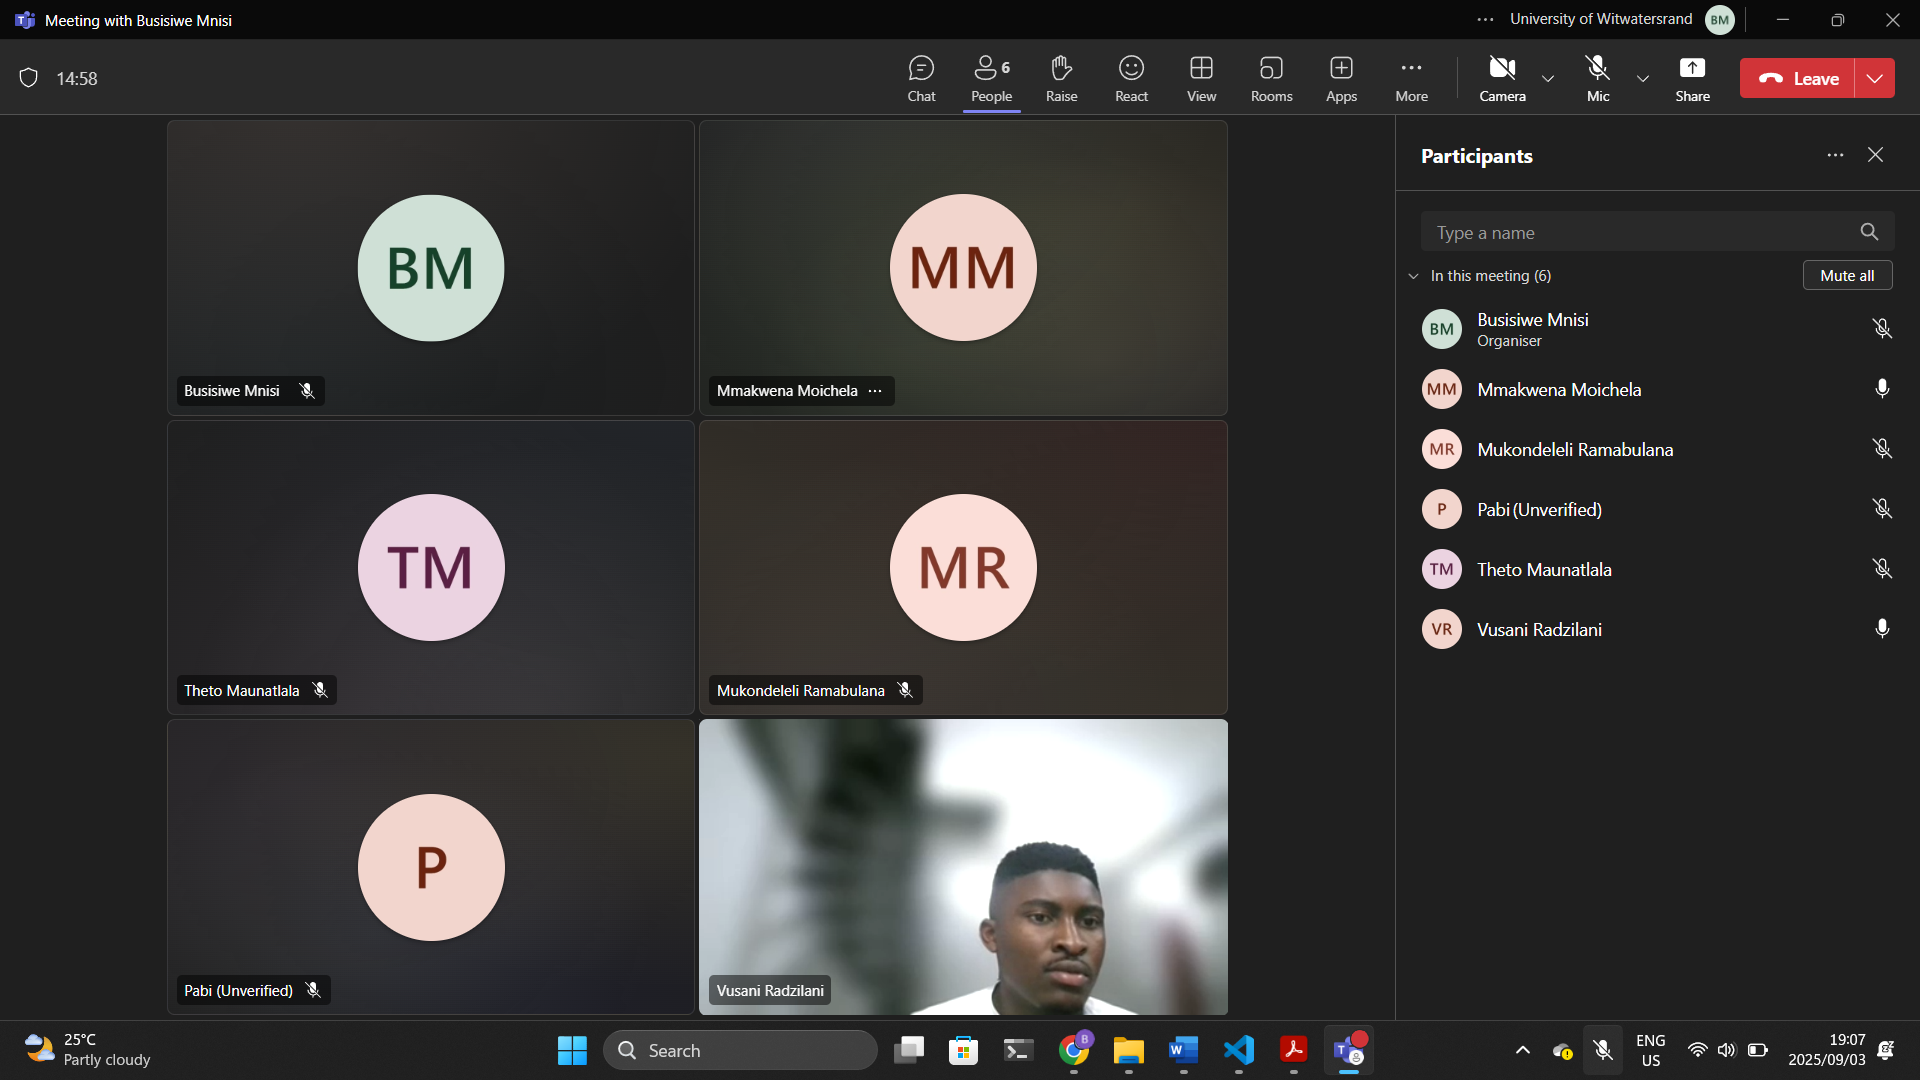 Meeting with Busisiwe Mnisi
University of Witwatersrand
BM
14:58
Chat
People
6
Raise
React
View
Rooms
Apps
More
Camera
Mic
Share
Leave
BM
Busisiwe Mnisi
MM
Mmakwena Moichela
TM
Theto Maunatlala
MR
Mukondeleli Ramabulana
P
Pabi (Unverified)
Vusani Radzilani
Participants
Type a name
In this meeting (6)
Mute all
BM
Busisiwe Mnisi
Organiser
MM
Mmakwena Moichela
MR
Mukondeleli Ramabulana
P
Pabi (Unverified)
TM
Theto Maunatlala
VR
Vusani Radzilani
25°C
Partly cloudy
Search
B
W
T
ENG
US
19:07
2025/09/03